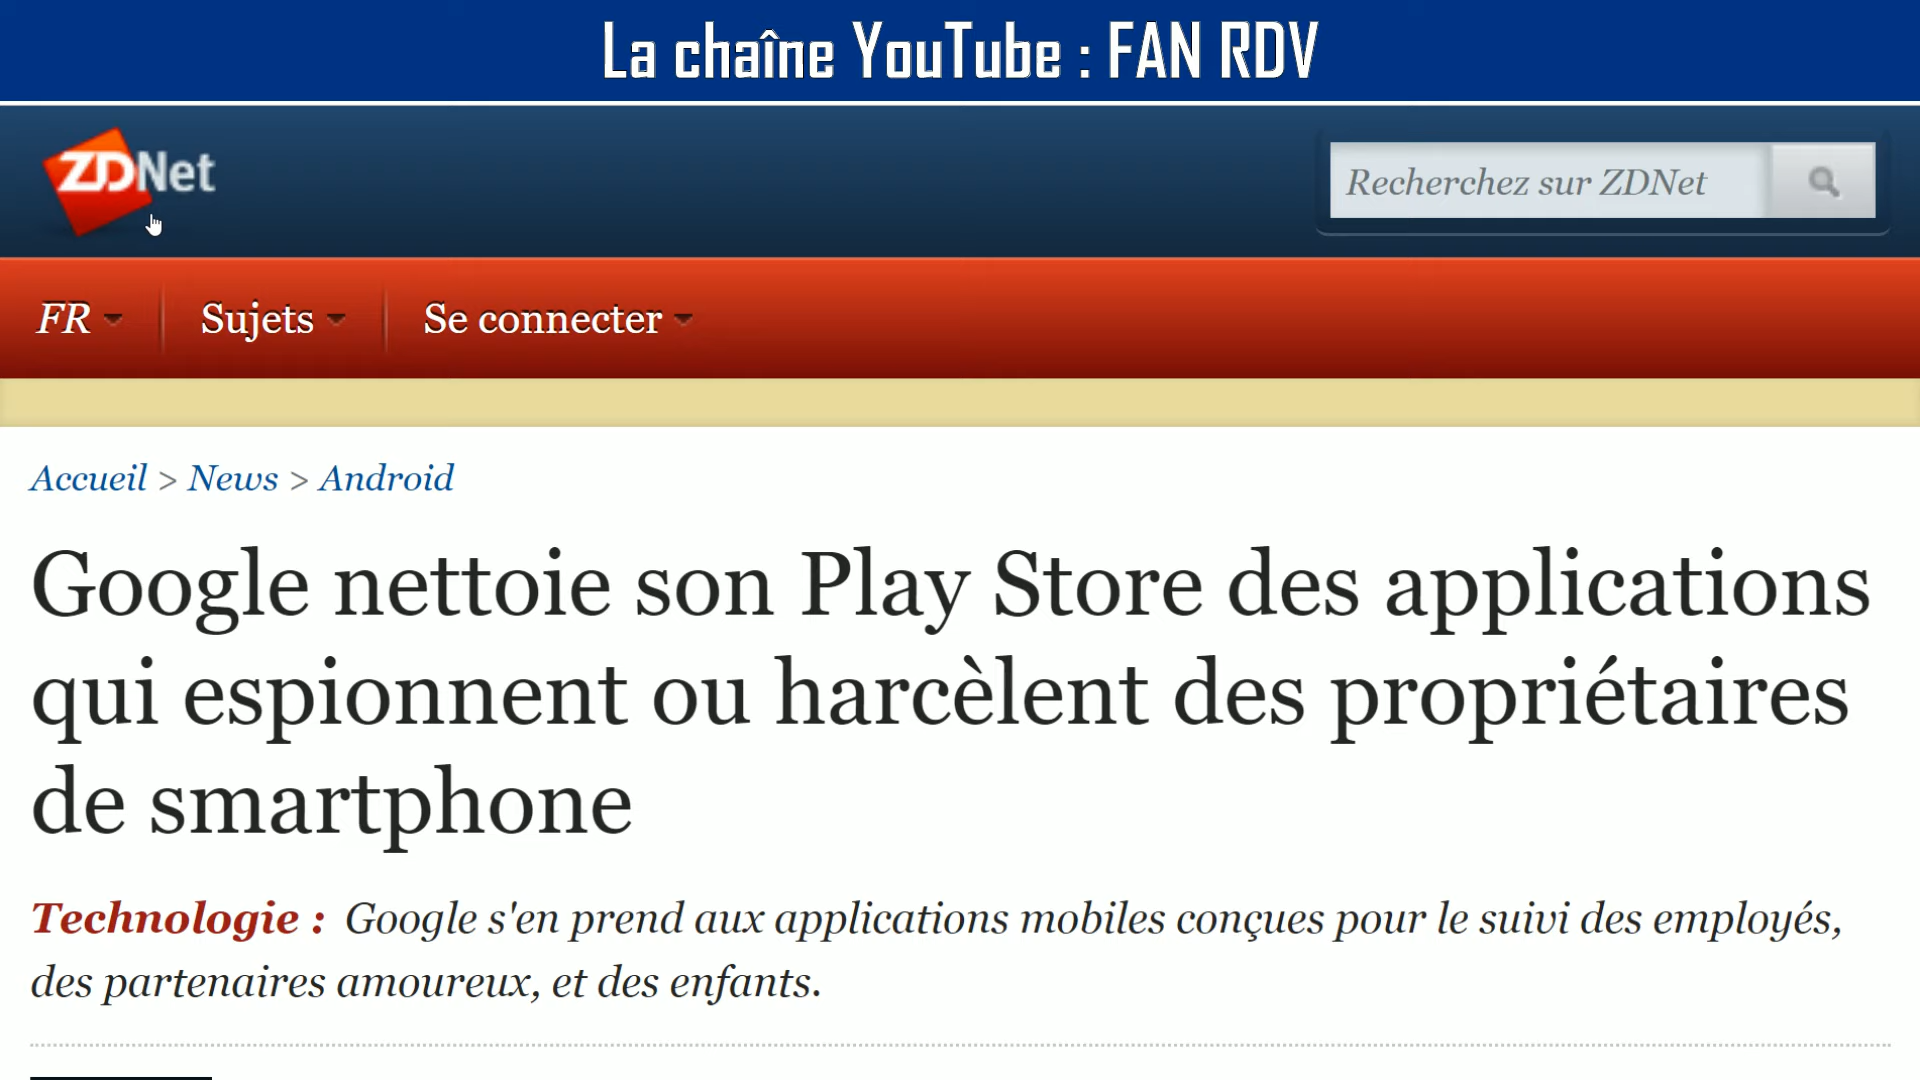 La chaîne YouTube : FAN RDV
ZDNet
Recherchez sur ZDNet
FR
Sujets
Se connecter
Accueil > News > Android
Google nettoie son Play Store des applications
qui espionnent ou harcèlent des propriétaires
de smartphone
Technologie : Google s'en prend aux applications mobiles conçues pour le suivi des employés,
des partenaires amoureux, et des enfants.